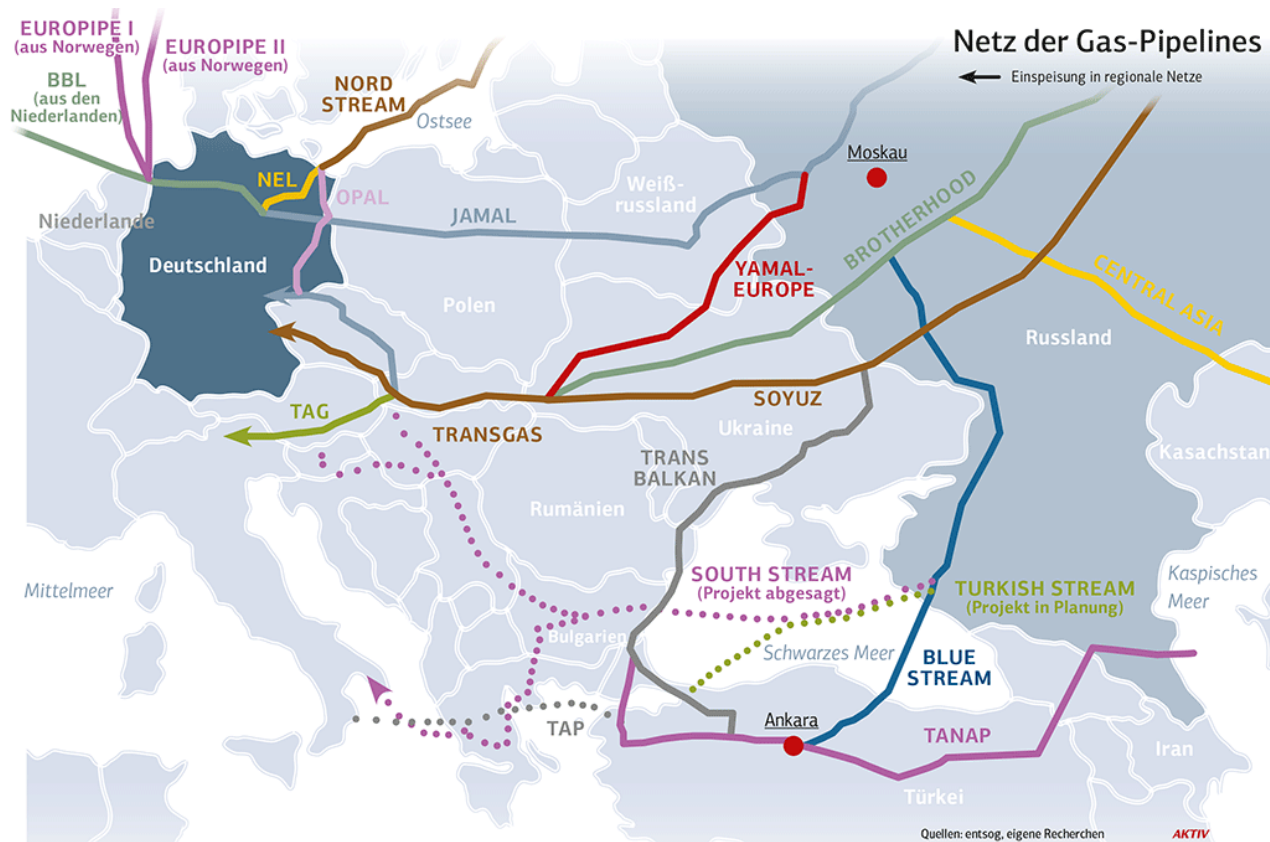 Netz der Gas-Pipelines
Einspeisung in regionale Netze
EUROPIPE I
(aus Norwegen)
EUROPIPE II
(aus Norwegen)
BBL
(aus den
Niederlanden)
NORD
STREAM
Ostsee
Moskau
NEL
OPAL
Weiß-
russland
Niederlande
JAMAL
BROTHERHOOD
Deutschland
YAMAL-
EUROPE
CENTRAL ASIA
Polen
Russland
TAG
TRANSGAS
SOYUZ
Ukraine
TRANS
BALKAN
Kasachstan
Rumänien
Mittelmeer
SOUTH STREAM
(Projekt abgesagt)
TURKISH STREAM
(Projekt in Planung)
Kaspisches
Meer
Bulgarien
Schwarzes Meer
BLUE
STREAM
TAP
Ankara
TANAP
Iran
Türkei
Quellen: entsog, eigene Recherchen
AKTIV